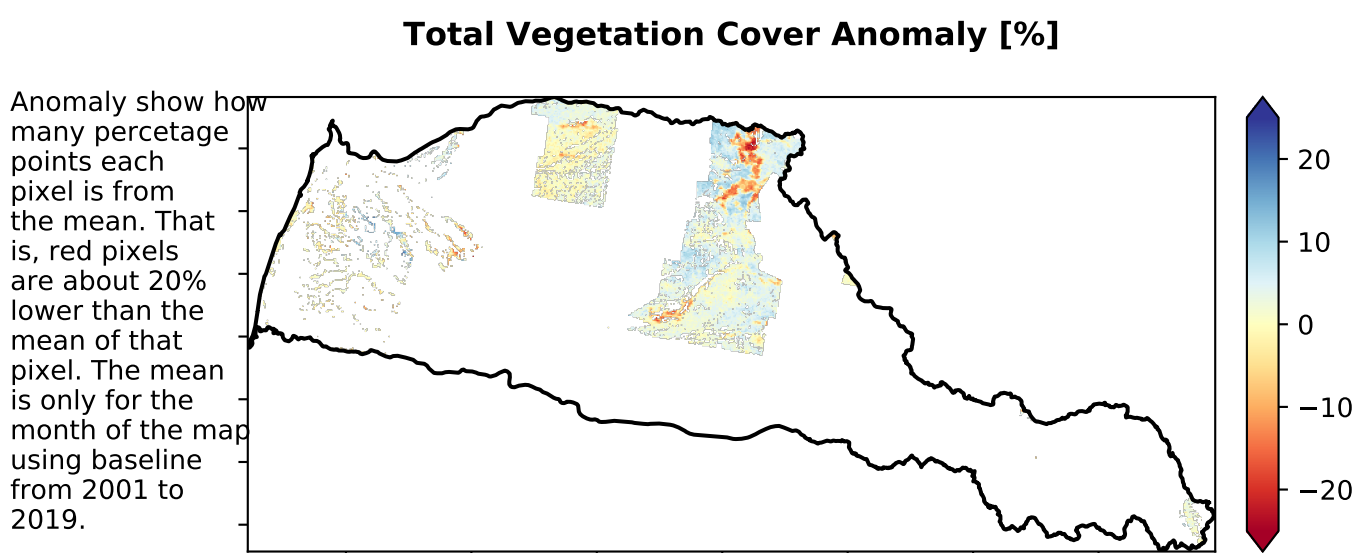 Total Vegetation Cover Anomaly [%]
Anomaly show how
many percetage
points each
pixel is from
the mean. That
is, red pixels
are about 20%
lower than the
mean of that
pixel. The mean
is only for the
month of the map
using baseline
from 2001 to
2019.
20
10
0
−10
−20